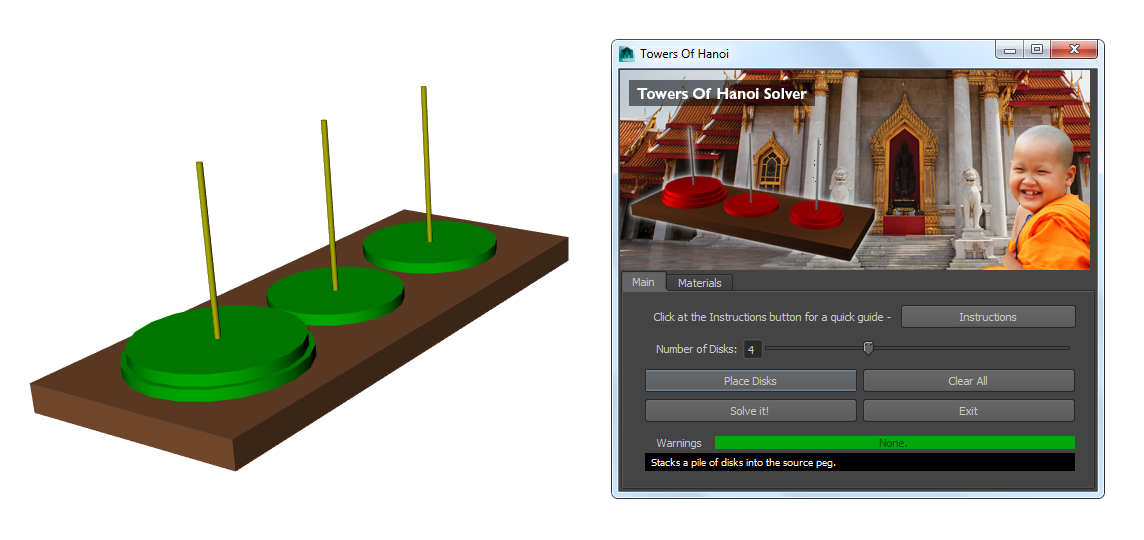 Towers Of Hanoi
Towers Of Hanoi Solver
Main
Materials
Click at the Instructions button for a quick guide -
Instructions
Number of Disks:
4
Place Disks
Clear All
Solve it!
Exit
Warnings
None.
Stacks a pile of disks into the source peg.